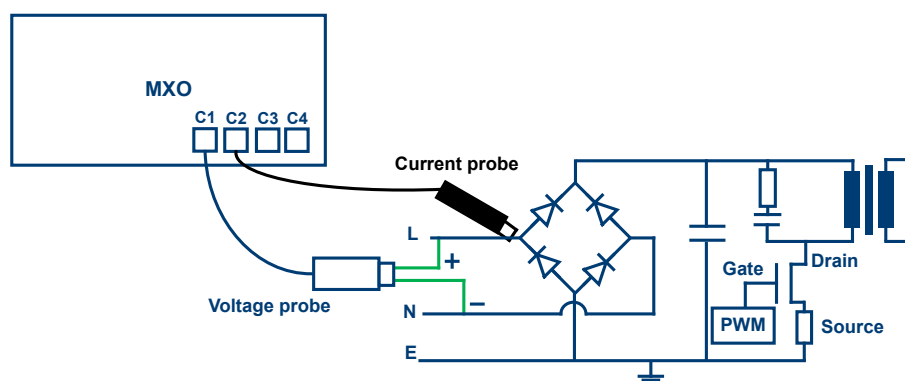 MXO
C1 C2 C3 C4
Current probe
L
+
Voltage probe
−
N
E
Gate
Drain
PWM
Source